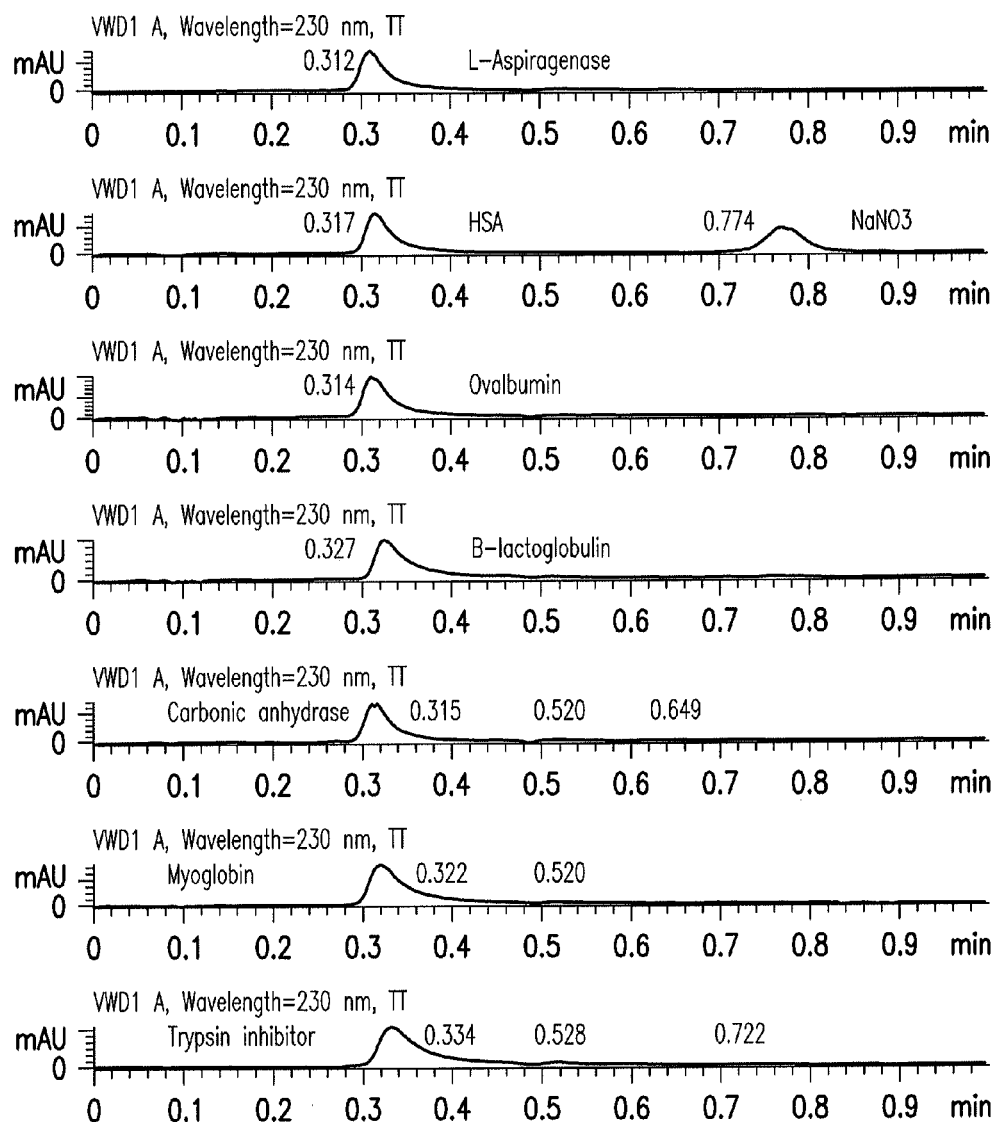 VWD1 A, Wavelength=230 nm, TT
mAU 0.312 L-Aspiragenase
0
0 0.1 0.2 0.3 0.4 0.5 0.6 0.7 0.8 0.9 min
VWD1 A, Wavelength=230 nm, TT
mAU 0.317 HSA 0.774 NaNO3
0
0 0.1 0.2 0.3 0.4 0.5 0.6 0.7 0.8 0.9 min
VWD1 A, Wavelength=230 nm, TT
mAU 0.314 Ovalbumin
0
0 0.1 0.2 0.3 0.4 0.5 0.6 0.7 0.8 0.9 min
VWD1 A, Wavelength=230 nm, TT
mAU 0.327 B-lactoglobulin
0
0 0.1 0.2 0.3 0.4 0.5 0.6 0.7 0.8 0.9 min
VWD1 A, Wavelength=230 nm, TT
mAU Carbonic anhydrase 0.315 0.520 0.649
0
0 0.1 0.2 0.3 0.4 0.5 0.6 0.7 0.8 0.9 min
VWD1 A, Wavelength=230 nm, TT
mAU Myoglobin 0.322 0.520
0
0 0.1 0.2 0.3 0.4 0.5 0.6 0.7 0.8 0.9 min
VWD1 A, Wavelength=230 nm, TT
mAU Trypsin inhibitor 0.334 0.528 0.722
0
0 0.1 0.2 0.3 0.4 0.5 0.6 0.7 0.8 0.9 min